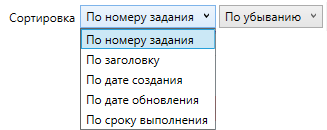 Сортировка По номеру задания По убыванию
По номеру задания
По заголовку
По дате создания
По дате обновления
По сроку выполнения